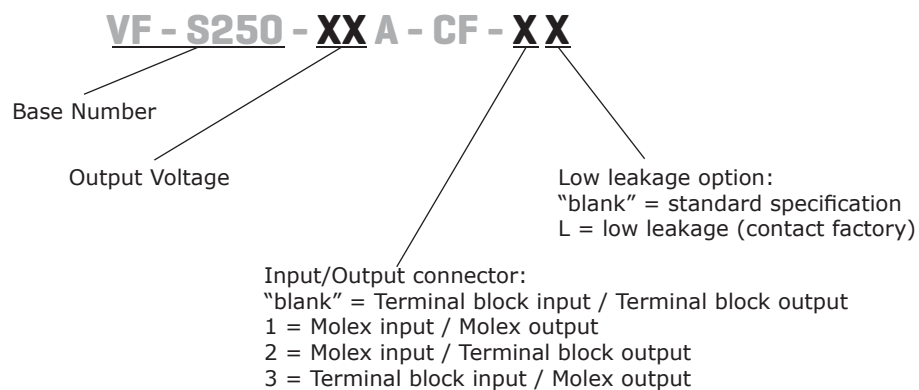 VF - S250 - XX A - CF - X X
Base Number
Output Voltage
Low leakage option:
“blank” = standard specification
L = low leakage (contact factory)
Input/Output connector:
“blank” = Terminal block input / Terminal block output
1 = Molex input / Molex output
2 = Molex input / Terminal block output
3 = Terminal block input / Molex output